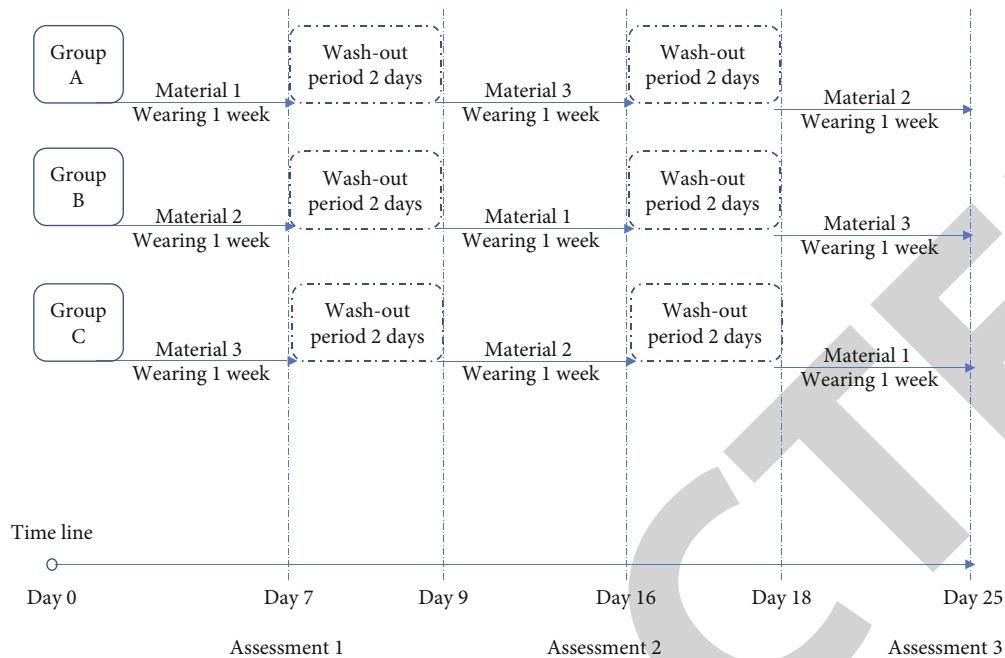 Group
A
Material 1
Wearing 1 week
Wash-out
period 2 days
Material 3
Wearing 1 week
Wash-out
period 2 days
Material 2
Wearing 1 week
Group
B
Material 2
Wearing 1 week
Wash-out
period 2 days
Material 1
Wearing 1 week
Wash-out
period 2 days
Material 3
Wearing 1 week
Group
C
Material 3
Wearing 1 week
Wash-out
period 2 days
Material 2
Wearing 1 week
Wash-out
period 2 days
Material 1
Wearing 1 week
Time line
Day 0
Day 7
Day 9
Day 16
Day 18
Day 25
Assessment 1
Assessment 2
Assessment 3